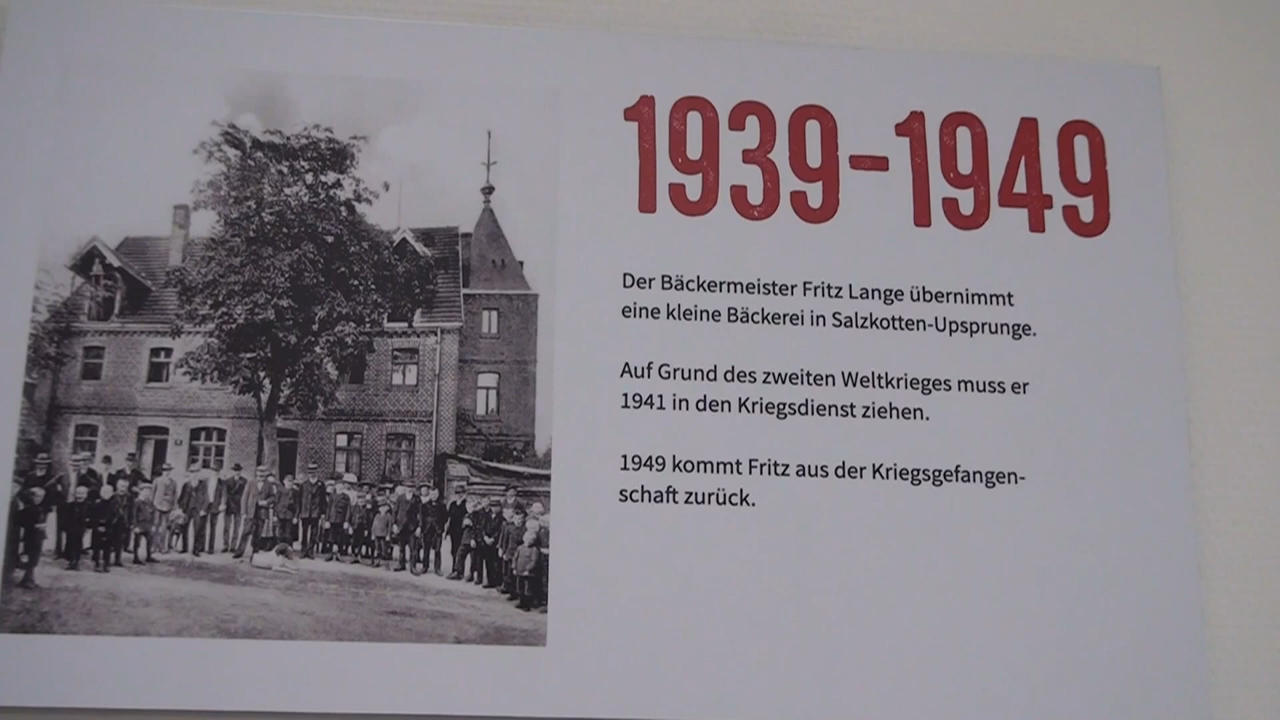 1939-1949
Der Bäckermeister Fritz Lange übernimmt
eine kleine Bäckerei in Salzkotten-Upsprunge.
Auf Grund des zweiten Weltkrieges muss er
1941 in den Kriegsdienst ziehen.
1949 kommt Fritz aus der Kriegsgefangen-
schaft zurück.